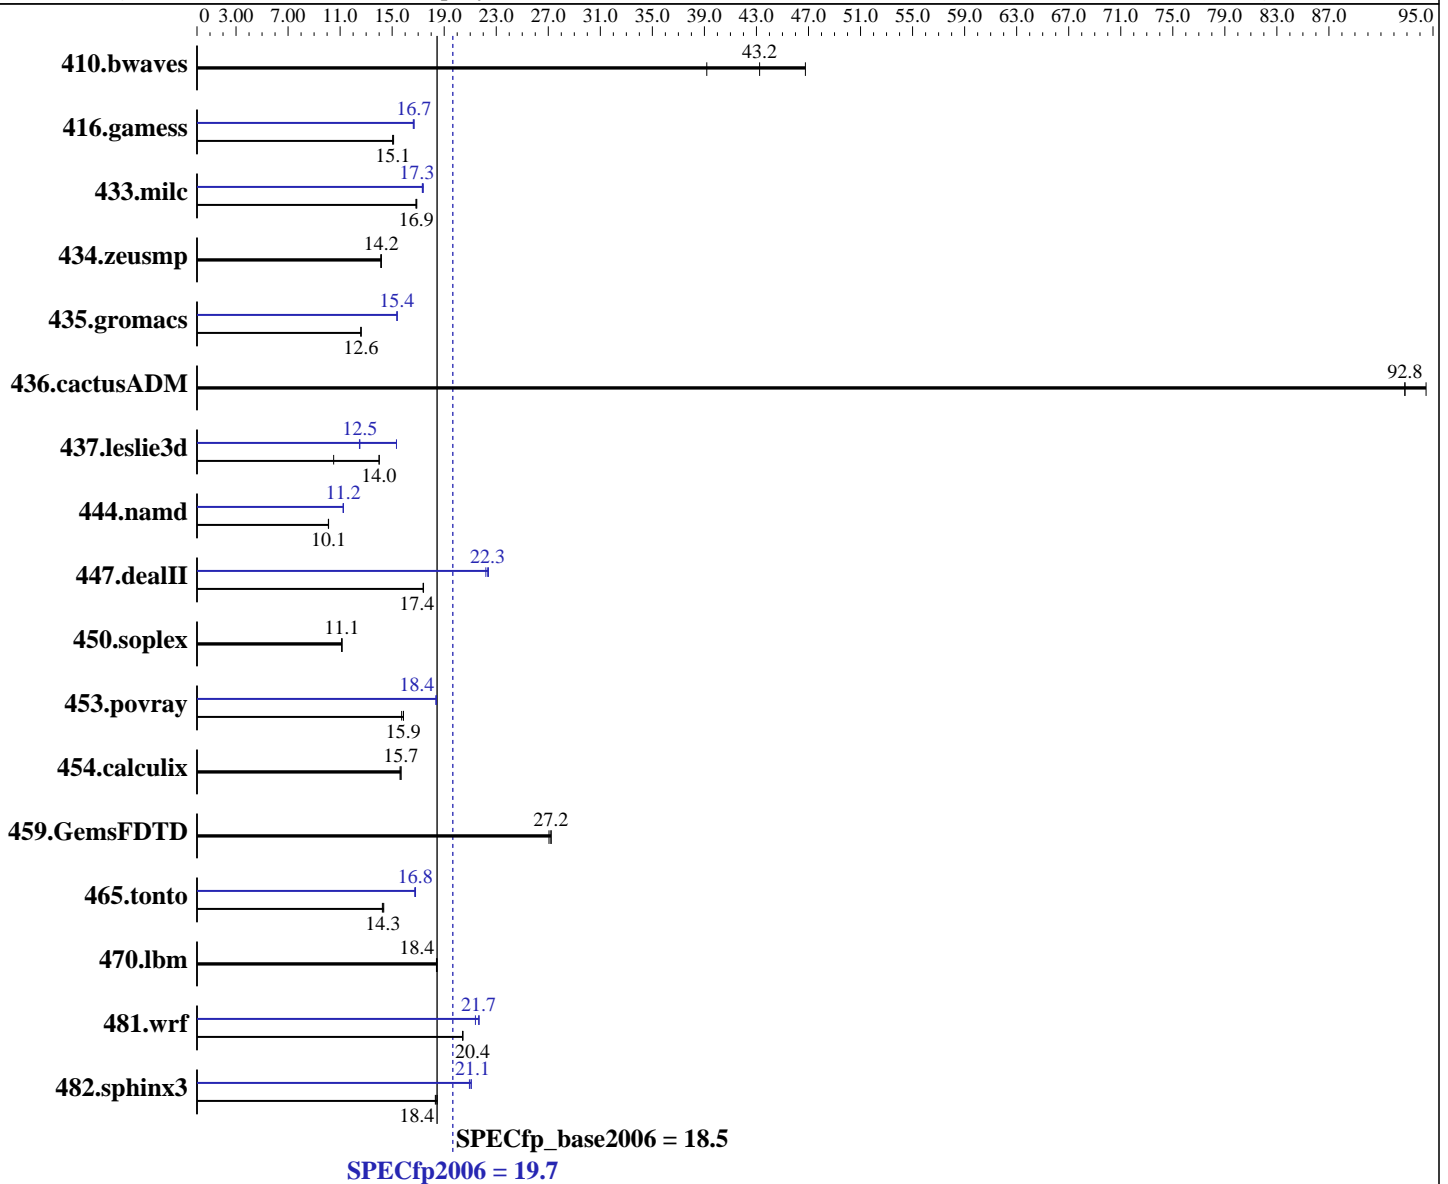 0 3.00 7.00 11.0 15.0 19.0 23.0 27.0 31.0 35.0 39.0 43.0 47.0 51.0 55.0 59.0 63.0 67.0 71.0 75.0 79.0 83.0 87.0 95.0
43.2
410.bwaves
16.7
416.gamess
15.1
17.3
433.milc
16.9
14.2
434.zeusmp
15.4
435.gromacs
12.6
92.8
436.cactusADM
12.5
437.leslie3d
14.0
11.2
444.namd
10.1
22.3
447.dealII
17.4
11.1
450.soplex
18.4
453.povray
15.9
15.7
454.calculix
27.2
459.GemsFDTD
16.8
465.tonto
14.3
18.4
470.lbm
21.7
481.wrf
20.4
21.1
482.sphinx3
18.4
SPECfp_base2006 = 18.5
SPECfp2006 = 19.7